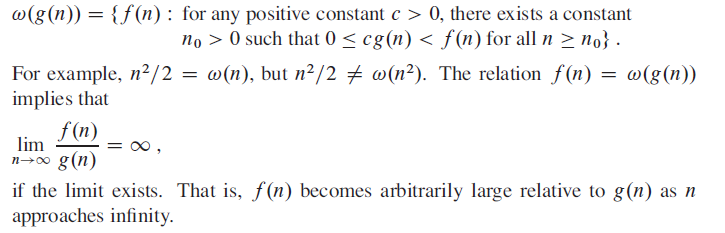 ω(g(n)) = {f(n) : for any positive constant c > 0, there exists a constant
n₀ > 0 such that 0 ≤ cg(n) < f(n) for all n ≥ n₀} .
For example, n²/2 = ω(n), but n²/2 ≠ ω(n²). The relation f(n) = ω(g(n))
implies that
lim n→∞ f(n)/g(n) = ∞ ,
if the limit exists. That is, f(n) becomes arbitrarily large relative to g(n) as n
approaches infinity.